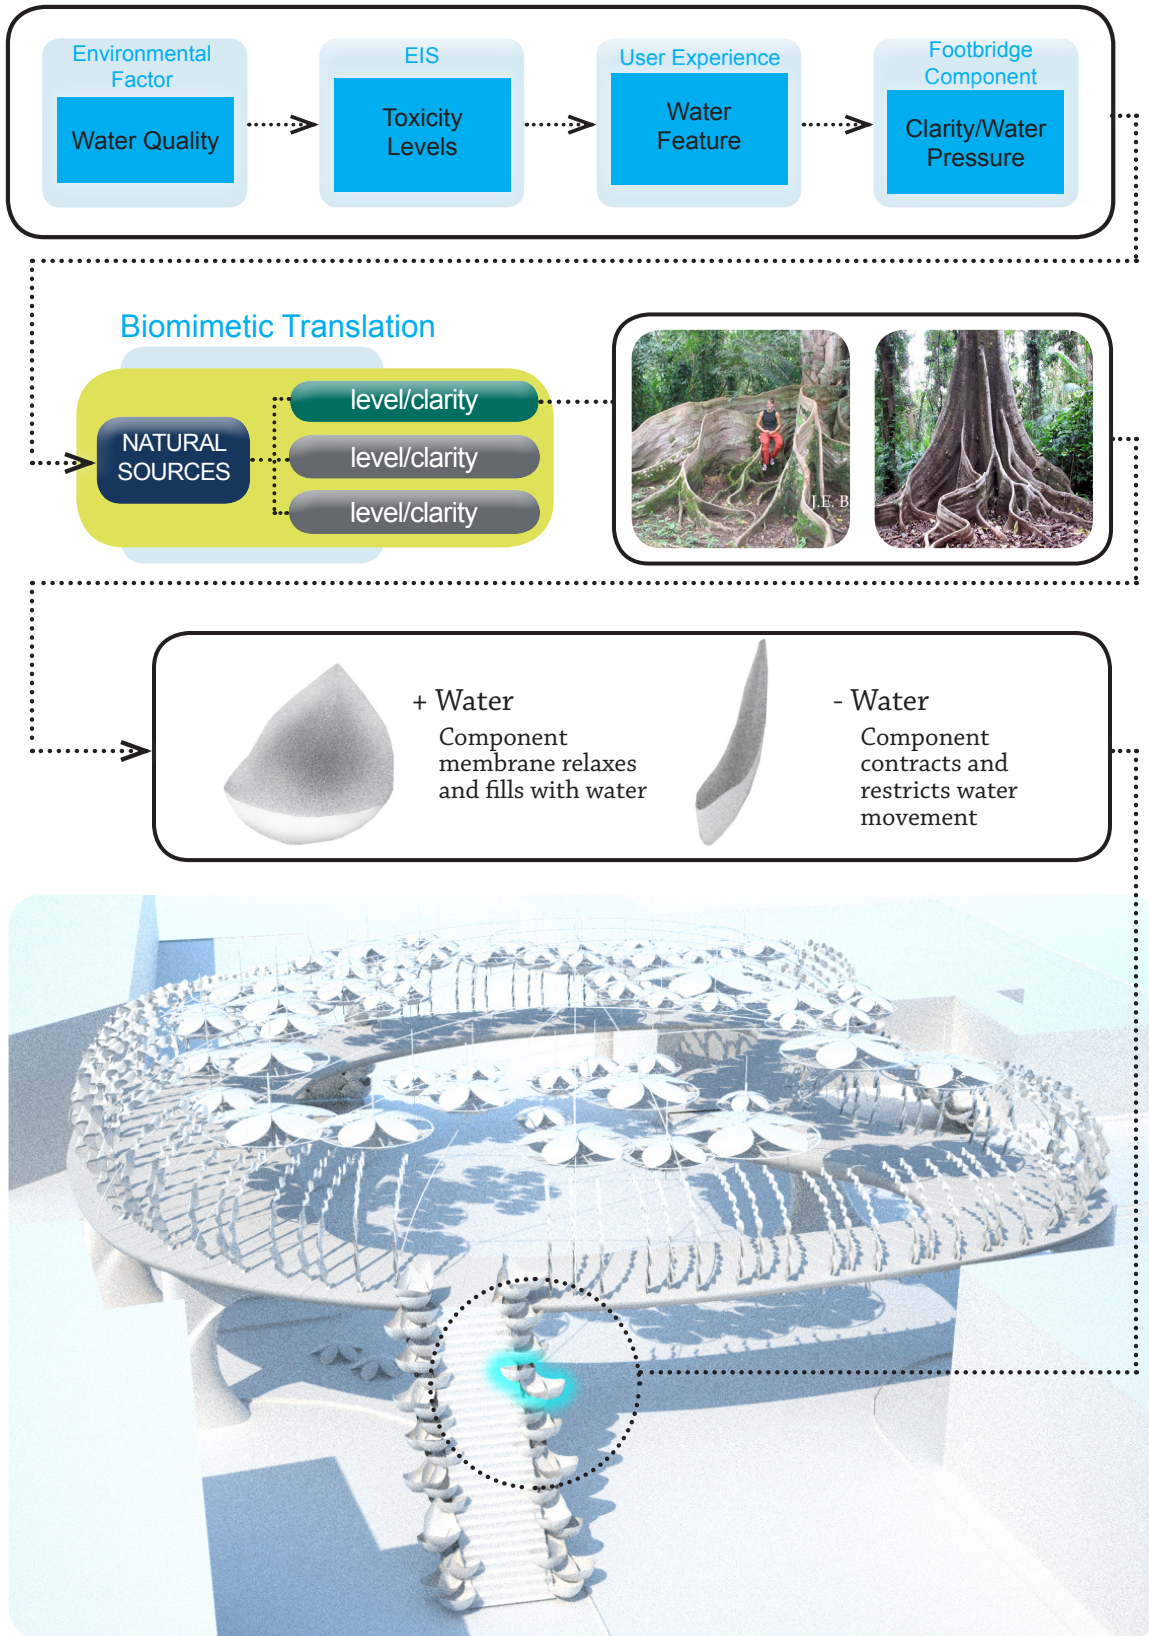 Environmental
Factor
Water Quality
EIS
Toxicity
Levels
User Experience
Water
Feature
Footbridge
Component
Clarity/Water
Pressure
Biomimetic Translation
NATURAL
SOURCES
level/clarity
level/clarity
level/clarity
J.E. B
+ Water
Component
membrane relaxes
and fills with water
- Water
Component
contracts and
restricts water
movement